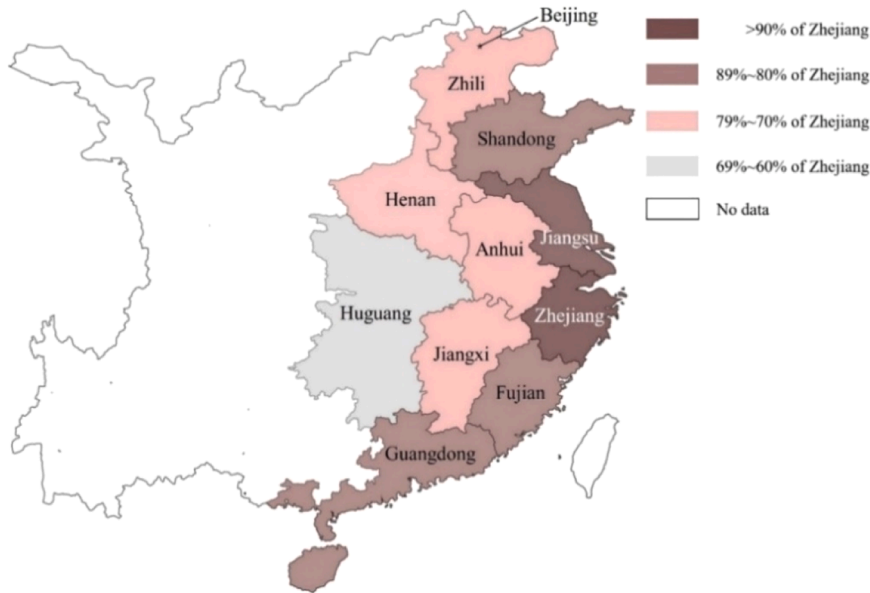 Beijing
>90% of Zhejiang
89%~80% of Zhejiang
79%~70% of Zhejiang
69%~60% of Zhejiang
No data
Zhili
Shandong
Henan
Jiangsu
Anhui
Huguang
Zhejiang
Jiangxi
Fujian
Guangdong